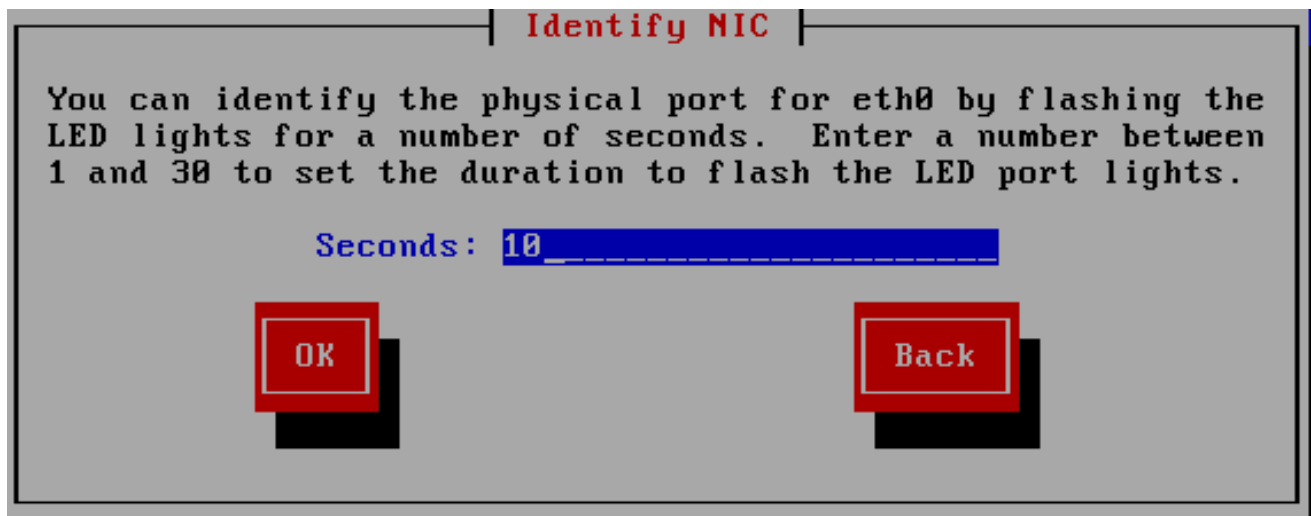 Identify NIC
You can identify the physical port for eth0 by flashing the
LED lights for a number of seconds.  Enter a number between
1 and 30 to set the duration to flash the LED port lights.
Seconds: 10_____________________
OK Back